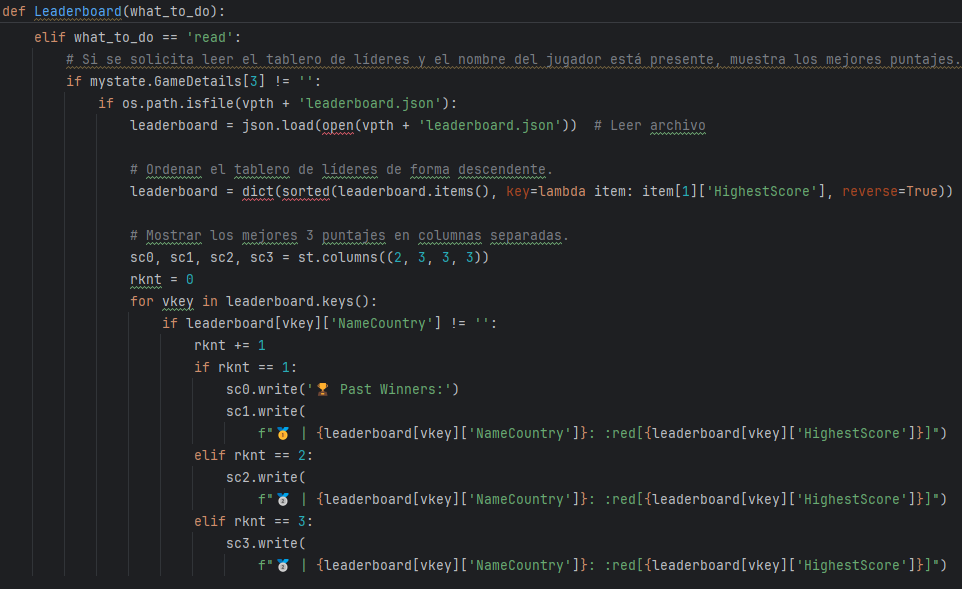 def Leaderboard(what_to_do):
    elif what_to_do == 'read':
        # Si se solicita leer el tablero de líderes y el nombre del jugador está presente, muestra los mejores puntajes.
        if mystate.GameDetails[3] != '':
            if os.path.isfile(vpth + 'leaderboard.json'):
                leaderboard = json.load(open(vpth + 'leaderboard.json'))  # Leer archivo

                # Ordenar el tablero de líderes de forma descendente.
                leaderboard = dict(sorted(leaderboard.items(), key=lambda item: item[1]['HighestScore'], reverse=True))

                # Mostrar los mejores 3 puntajes en columnas separadas.
                sc0, sc1, sc2, sc3 = st.columns((2, 3, 3, 3))
                rknt = 0
                for vkey in leaderboard.keys():
                    if leaderboard[vkey]['NameCountry'] != '':
                        rknt += 1
                        if rknt == 1:
                            sc0.write('🏆 Past Winners:')
                            sc1.write(
                                f"🥇 | {leaderboard[vkey]['NameCountry']}: :red[{leaderboard[vkey]['HighestScore']}]")
                        elif rknt == 2:
                            sc2.write(
                                f"🥈 | {leaderboard[vkey]['NameCountry']}: :red[{leaderboard[vkey]['HighestScore']}]")
                        elif rknt == 3:
                            sc3.write(
                                f"🥈 | {leaderboard[vkey]['NameCountry']}: :red[{leaderboard[vkey]['HighestScore']}]")